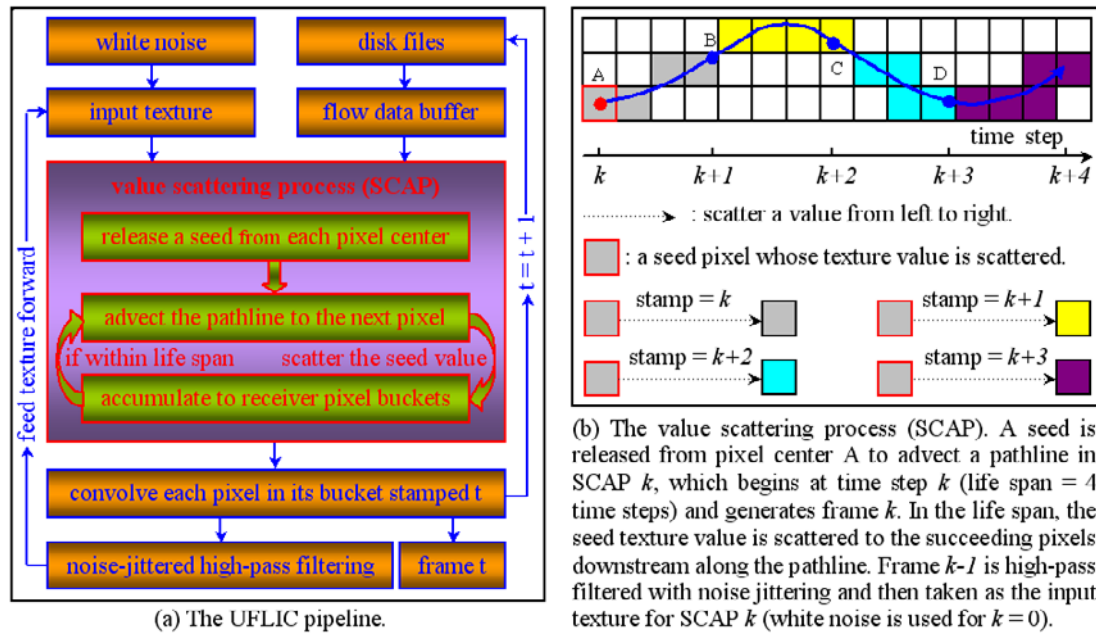 white noise
disk files
input texture
flow data buffer
value scattering process (SCAP)
release a seed from each pixel center
advect the pathline to the next pixel
if within life span
scatter the seed value
accumulate to receiver pixel buckets
feed texture forward
t = t + 1
convolve each pixel in its bucket stamped t
noise-jittered high-pass filtering
frame t
(a) The UFLIC pipeline.
A
B
C
D
time step
k
k+1
k+2
k+3
k+4
: scatter a value from left to right.
: a seed pixel whose texture value is scattered.
stamp = k
stamp = k+1
stamp = k+2
stamp = k+3
(b) The value scattering process (SCAP). A seed is
released from pixel center A to advect a pathline in
SCAP k, which begins at time step k (life span = 4
time steps) and generates frame k. In the life span, the
seed texture value is scattered to the succeeding pixels
downstream along the pathline. Frame k-1 is high-pass
filtered with noise jittering and then taken as the input
texture for SCAP k (white noise is used for k = 0).